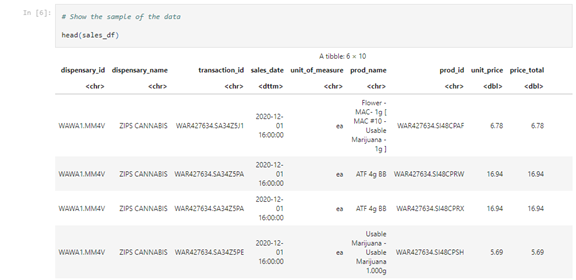 In [6]:
# Show the sample of the data
head(sales_df)
A tibble: 6 × 10
dispensary_id dispensary_name transaction_id sales_date unit_of_measure prod_name prod_id unit_price price_total
<chr> <chr> <chr> <dttm> <chr> <chr> <chr> <dbl> <dbl>
WAWA1.MM4V ZIPS CANNABIS WAR427634.SA34Z5J1 2020-12-01 16:00:00 ea Flower - MAC- 1g [ MAC #10 - Usable Marijuana - 1g ] WAR427634.SI48CPAF 6.78 6.78
WAWA1.MM4V ZIPS CANNABIS WAR427634.SA34Z5PA 2020-12-01 16:00:00 ea ATF 4g BB WAR427634.SI48CPRW 16.94 16.94
WAWA1.MM4V ZIPS CANNABIS WAR427634.SA34Z5PA 2020-12-01 16:00:00 ea ATF 4g BB WAR427634.SI48CPRX 16.94 16.94
WAWA1.MM4V ZIPS CANNABIS WAR427634.SA34Z5PE 2020-12-01 16:00:00 ea Usable Marijuana - Usable Marijuana 1.000g WAR427634.SI48CPSH 5.69 5.69